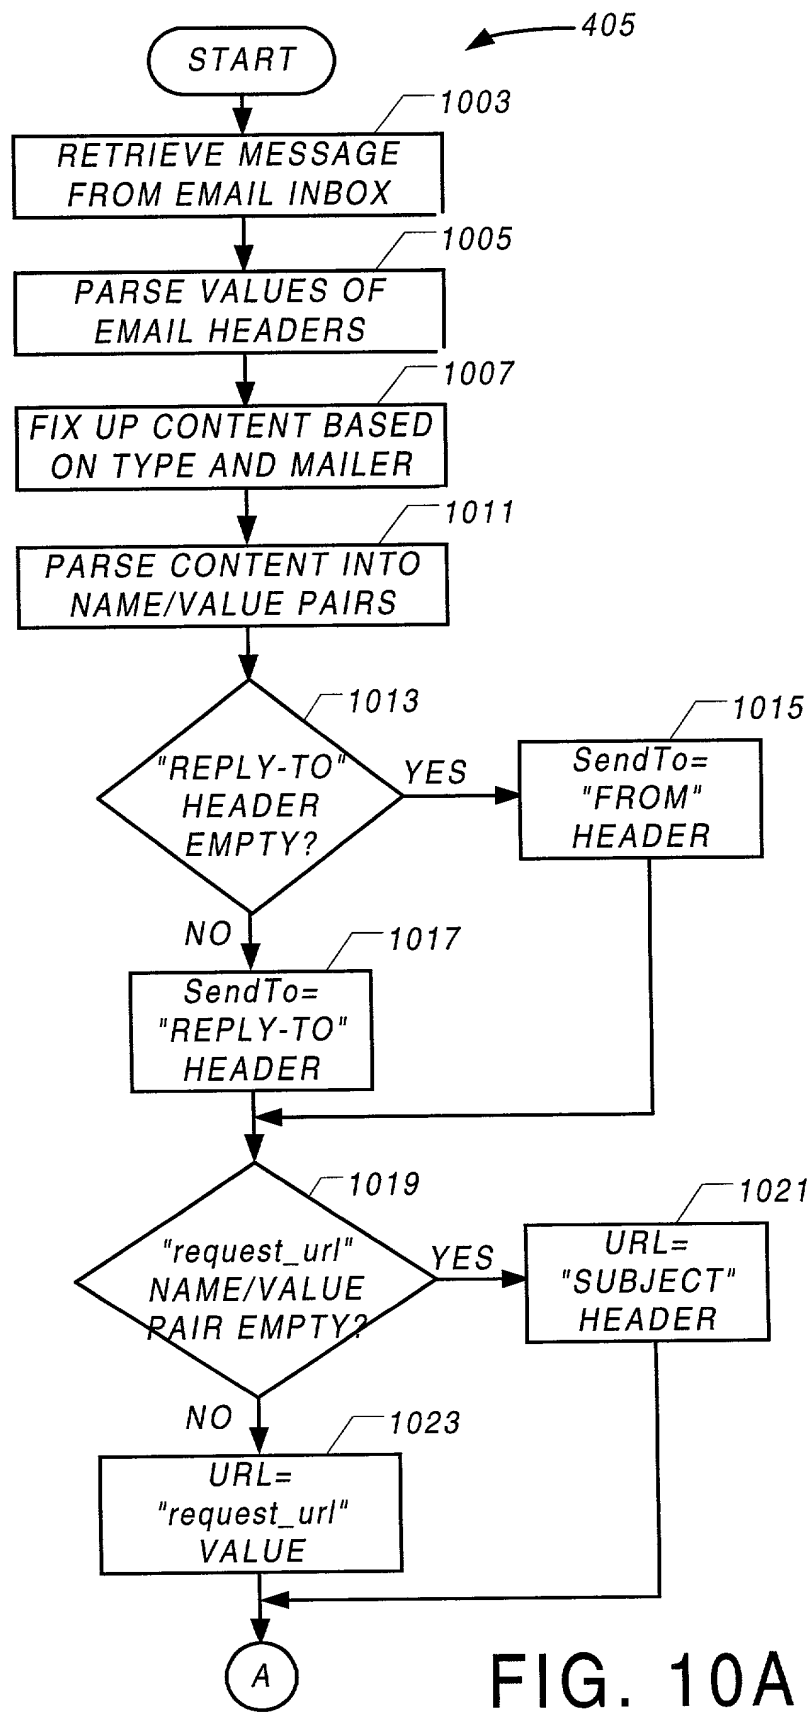 START
405
1003
RETRIEVE MESSAGE
FROM EMAIL INBOX
1005
PARSE VALUES OF
EMAIL HEADERS
1007
FIX UP CONTENT BASED
ON TYPE AND MAILER
1011
PARSE CONTENT INTO
NAME/VALUE PAIRS
1013
"REPLY-TO"
HEADER
EMPTY?
YES
1015
SendTo=
"FROM"
HEADER
NO
1017
SendTo=
"REPLY-TO"
HEADER
1019
"request_url"
NAME/VALUE
PAIR EMPTY?
YES
1021
URL=
"SUBJECT"
HEADER
NO
1023
URL=
"request_url"
VALUE
A
FIG. 10A